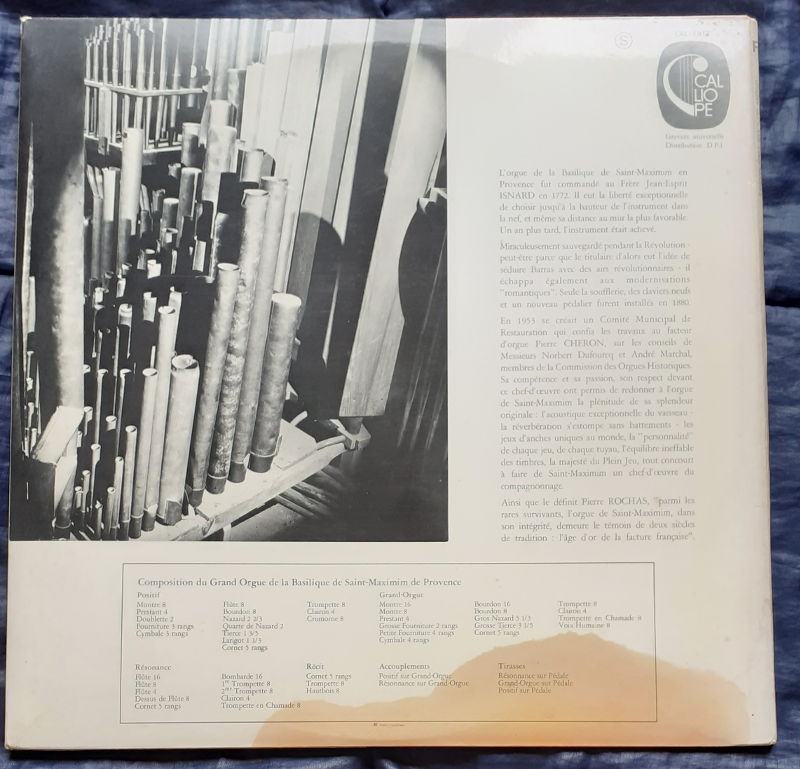 S
CAL
LIO
PE
Gravure universelle
Distribution D.P.I.
L'orgue de la Basilique de Saint-Maximim en
Provence fut commandé au Frère Jean-Esprit
ISNARD en 1772. Il eut la liberté exceptionnelle
de choisir jusqu'à la hauteur de l'instrument dans
la nef, et même sa distance au mur la plus favorable.
Un an plus tard, l'instrument était achevé.
Miraculeusement sauvegardé pendant la Révolution -
peut-être parce que le titulaire d'alors eut l'idée de
séduire Barras avec des airs révolutionnaires - il
échappa également aux modernisations
"romantiques". Seule la soufflerie, des claviers neufs
et un nouveau pédalier furent installés en 1880.
En 1953 se créait un Comité Municipal de
Restauration qui confia les travaux au facteur
d'orgue Pierre CHERON, sur les conseils de
Messieurs Norbert Dufourcq et André Marchal,
membres de la Commission des Orgues Historiques.
Sa compétence et sa passion, son respect devant
ce chef-d'œuvre ont permis de redonner à l'orgue
de Saint-Maximim la plénitude de sa splendeur
originale : l'acoustique exceptionnelle du vaisseau -
la réverbération s'estompe sans battements - les
jeux d'anches uniques au monde, la "personnalité"
de chaque jeu, de chaque tuyau, l'équilibre ineffable
des timbres, la majesté du Plein Jeu, tout concourt
à faire de Saint-Maximim un chef-d'œuvre du
compagnonnage.
Ainsi que le définit Pierre ROCHAS, "parmi les
rares survivants, l'orgue de Saint-Maximim, dans
son intégrité, demeure le témoin de deux siècles
de tradition : l'âge d'or de la facture française".
Composition du Grand Orgue de la Basilique de Saint-Maximim de Provence
Positif
Montre 8
Prestant 4
Doublette 2
Fourniture 3 rangs
Cymbale 3 rangs
Flûte 8
Bourdon 8
Nazard 2 2/3
Quarte de Nazard 2
Tierce 1 3/5
Larigot 1 1/3
Cornet 5 rangs
Trompette 8
Clairon 4
Cromorne 8
Grand-Orgue
Montre 16
Montre 8
Prestant 4
Grosse Fourniture 2 rangs
Petite Fourniture 4 rangs
Cymbale 4 rangs
Bourdon 16
Bourdon 8
Gros Nazard 5 1/3
Grosse Tierce 3 1/5
Cornet 5 rangs
Trompette 8
Clairon 4
Trompette en Chamade 8
Voix Humaine 8
Résonance
Flûte 16
Flûte 8
Flûte 4
Dessus de Flûte 8
Cornet 5 rangs
Bombarde 16
1re Trompette 8
2me Trompette 8
Clairon 4
Trompette en Chamade 8
Récit
Cornet 5 rangs
Trompette 8
Hautbois 8
Accouplements
Positif sur Grand-Orgue
Résonnance sur Grand-Orgue
Tirasses
Résonnance sur Pédale
Grand-Orgue sur Pédale
Positif sur Pédale